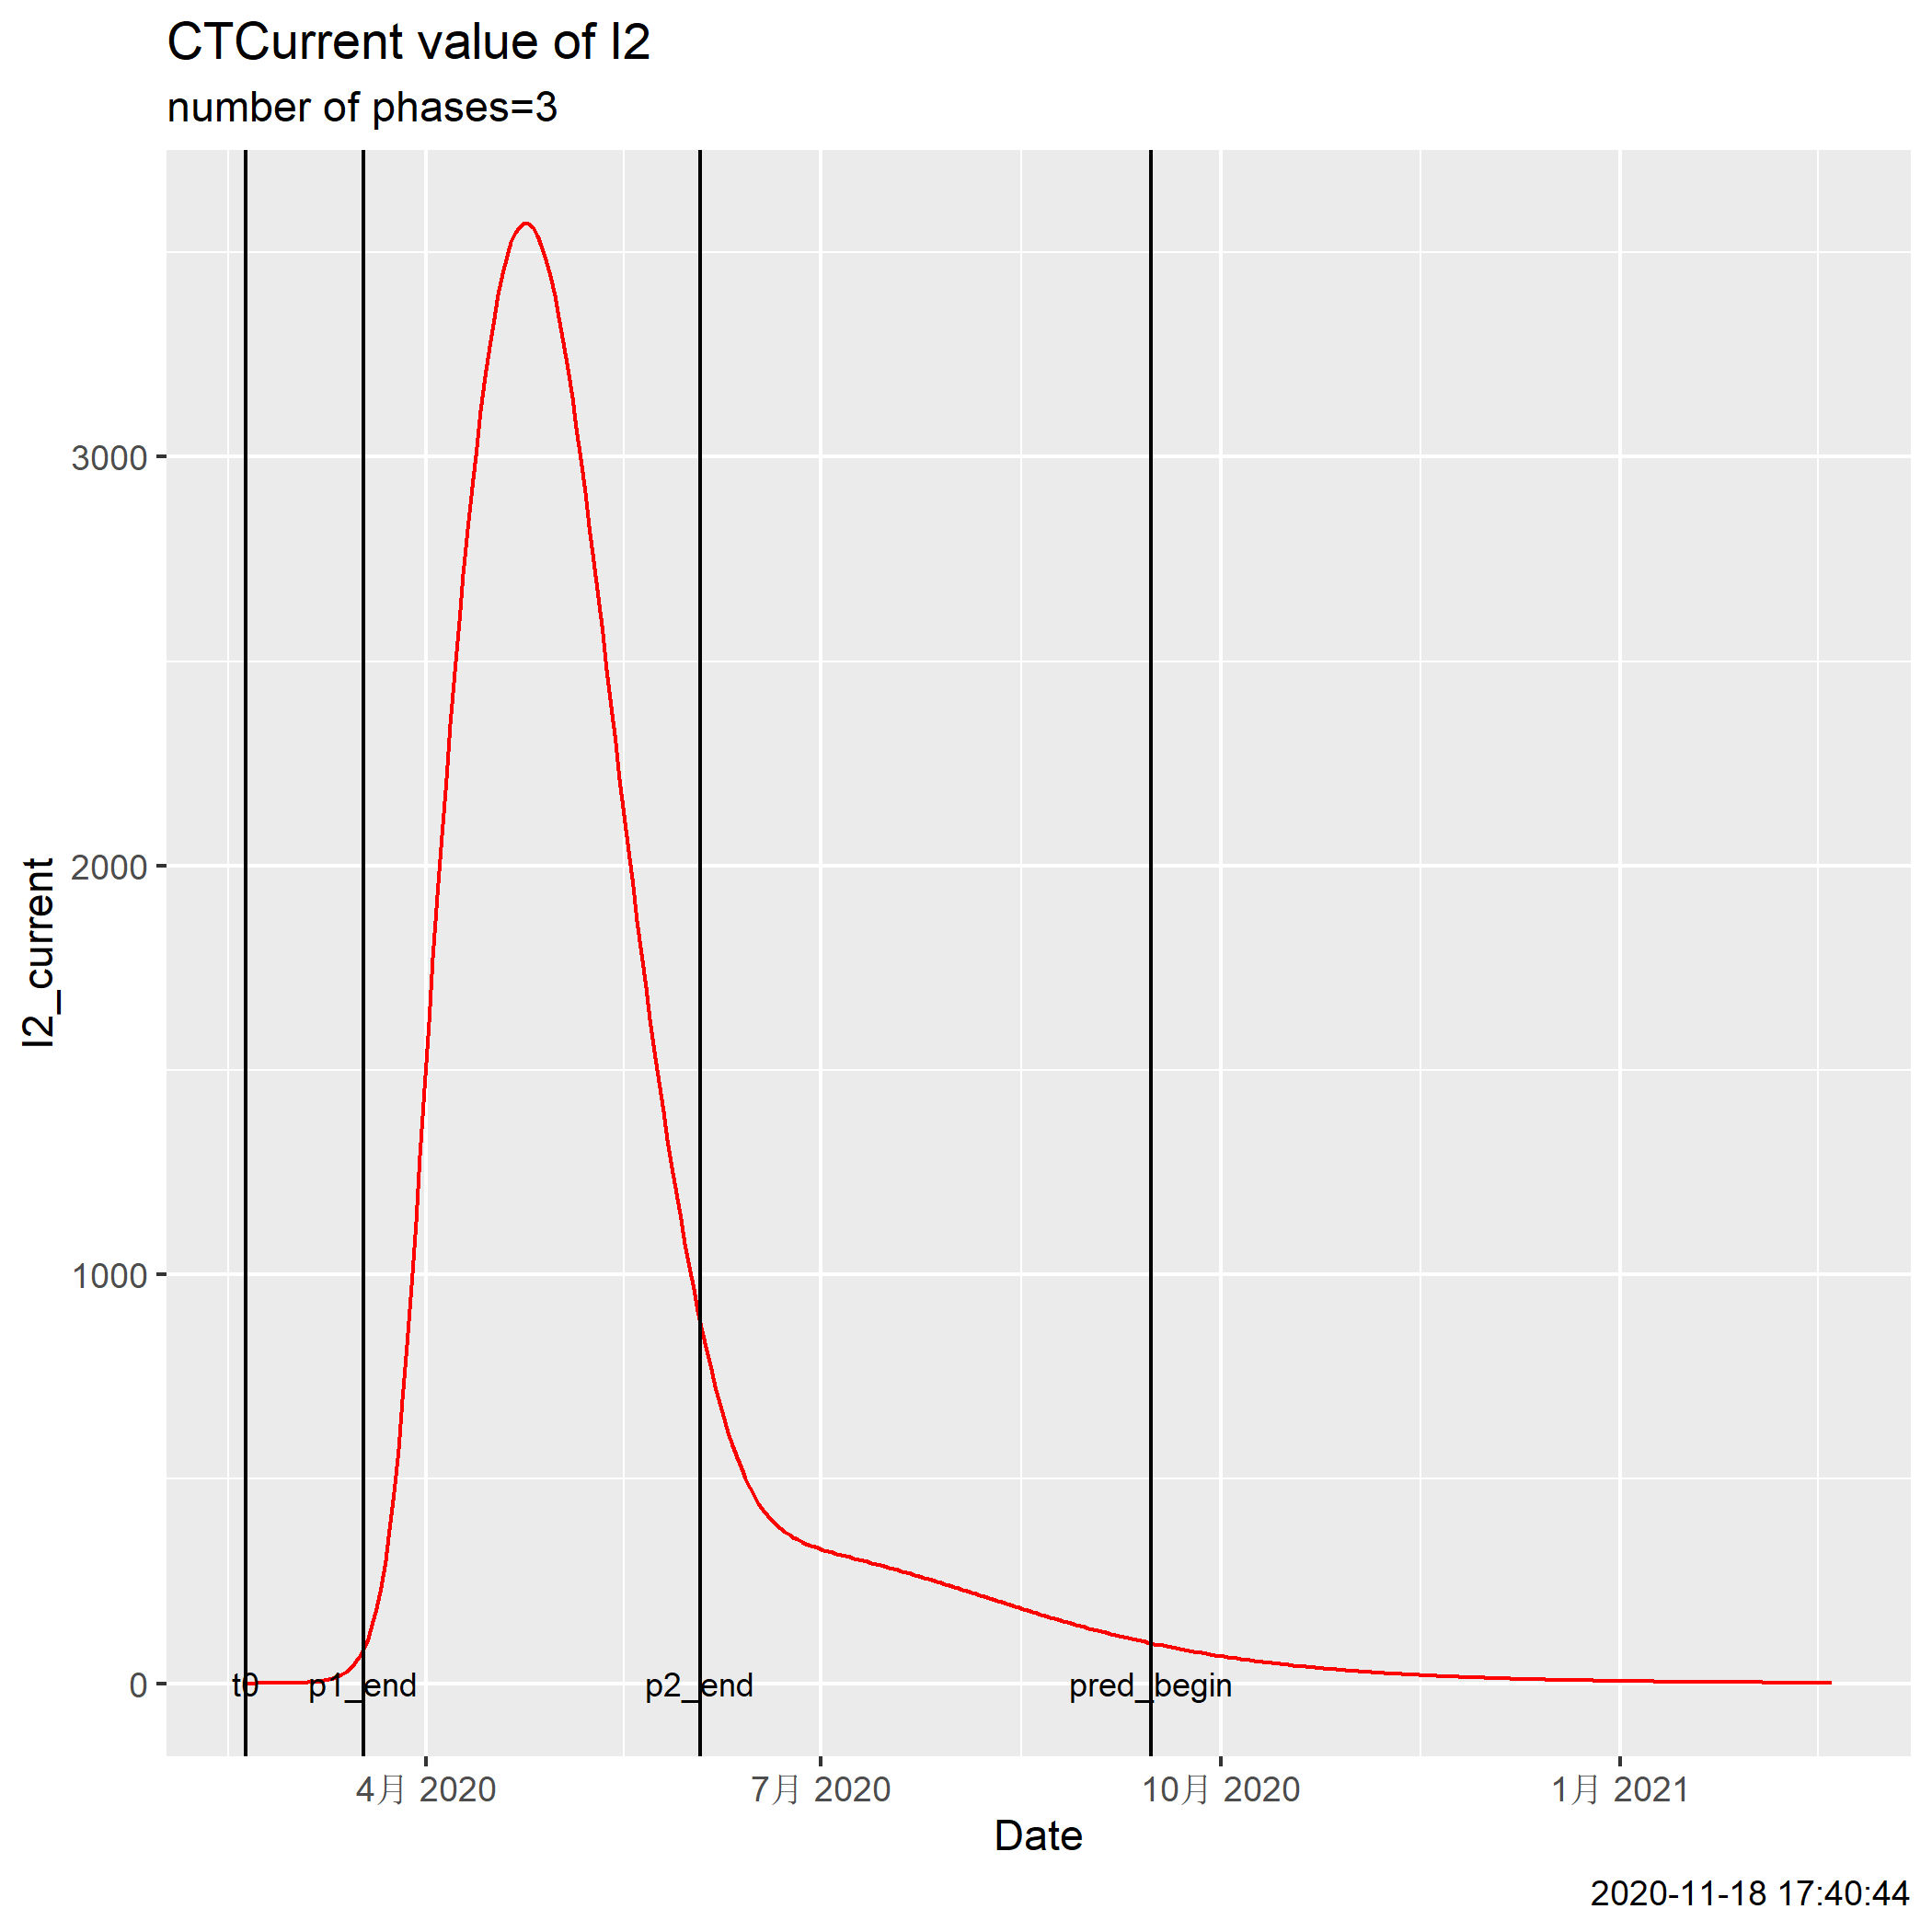 CTCurrent value of I2
number of phases=3
I2_current
3000
2000
1000
0
t0
p1_end
p2_end
pred_begin
4月 2020
7月 2020
10月 2020
1月 2021
Date
2020-11-18 17:40:44